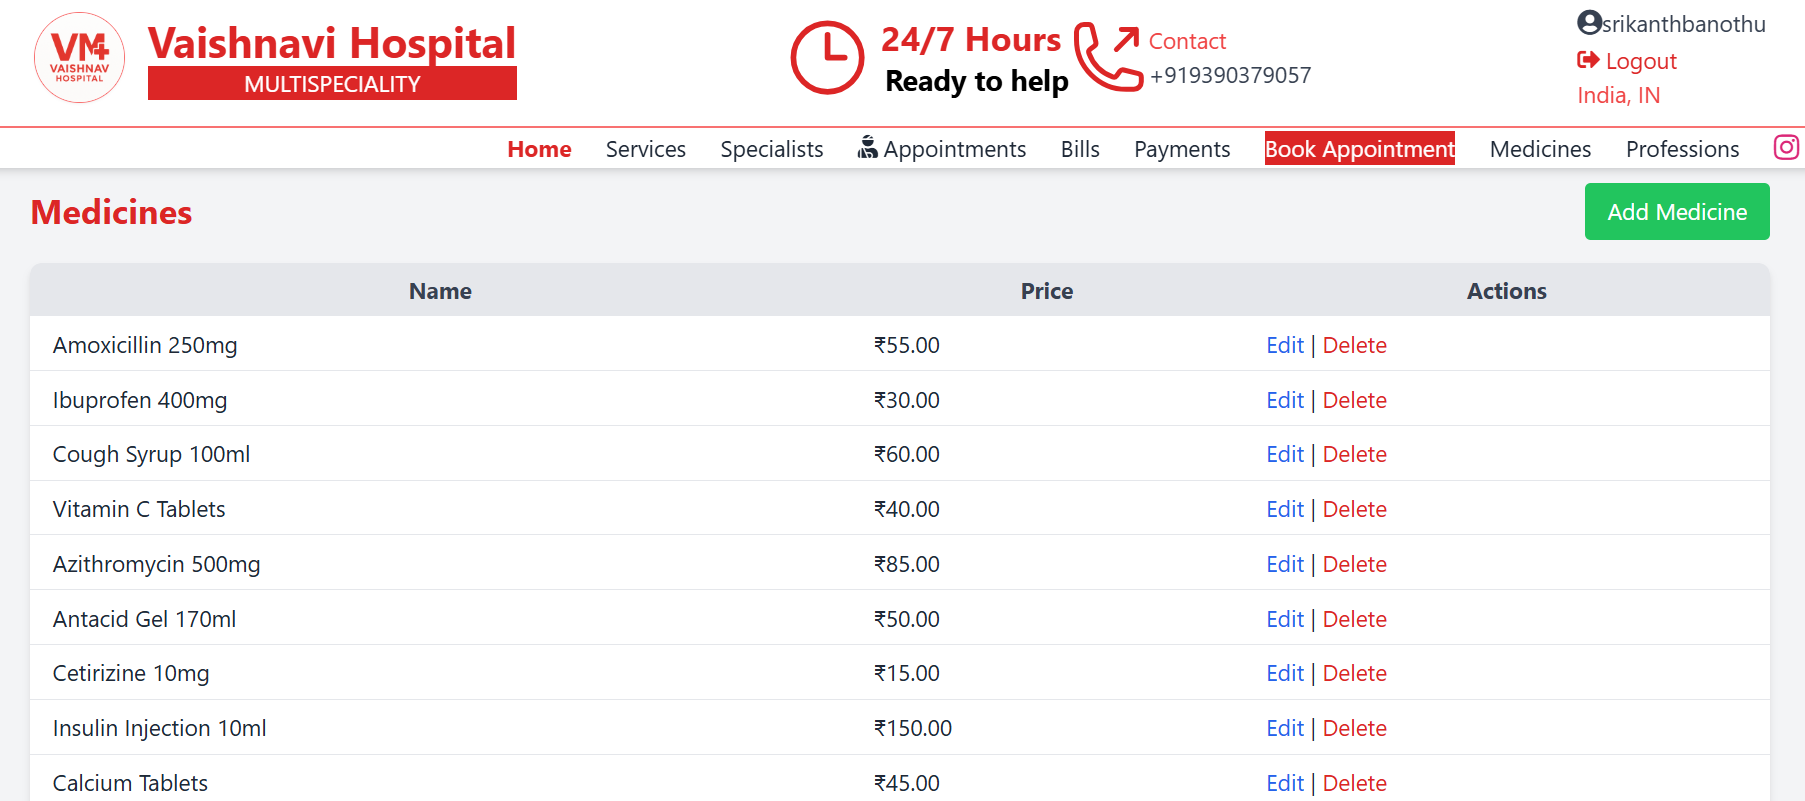 VM4
VAISHNAV
HOSPITAL
Vaishnavi Hospital
MULTISPECIALITY
24/7 Hours
Ready to help
Contact
+919390379057
srikanthbanothu
Logout
India, IN
Home Services Specialists Appointments Bills Payments Book Appointment Medicines Professions
Medicines
Add Medicine
Name Price Actions
Amoxicillin 250mg ₹55.00 Edit | Delete
Ibuprofen 400mg ₹30.00 Edit | Delete
Cough Syrup 100ml ₹60.00 Edit | Delete
Vitamin C Tablets ₹40.00 Edit | Delete
Azithromycin 500mg ₹85.00 Edit | Delete
Antacid Gel 170ml ₹50.00 Edit | Delete
Cetirizine 10mg ₹15.00 Edit | Delete
Insulin Injection 10ml ₹150.00 Edit | Delete
Calcium Tablets ₹45.00 Edit | Delete